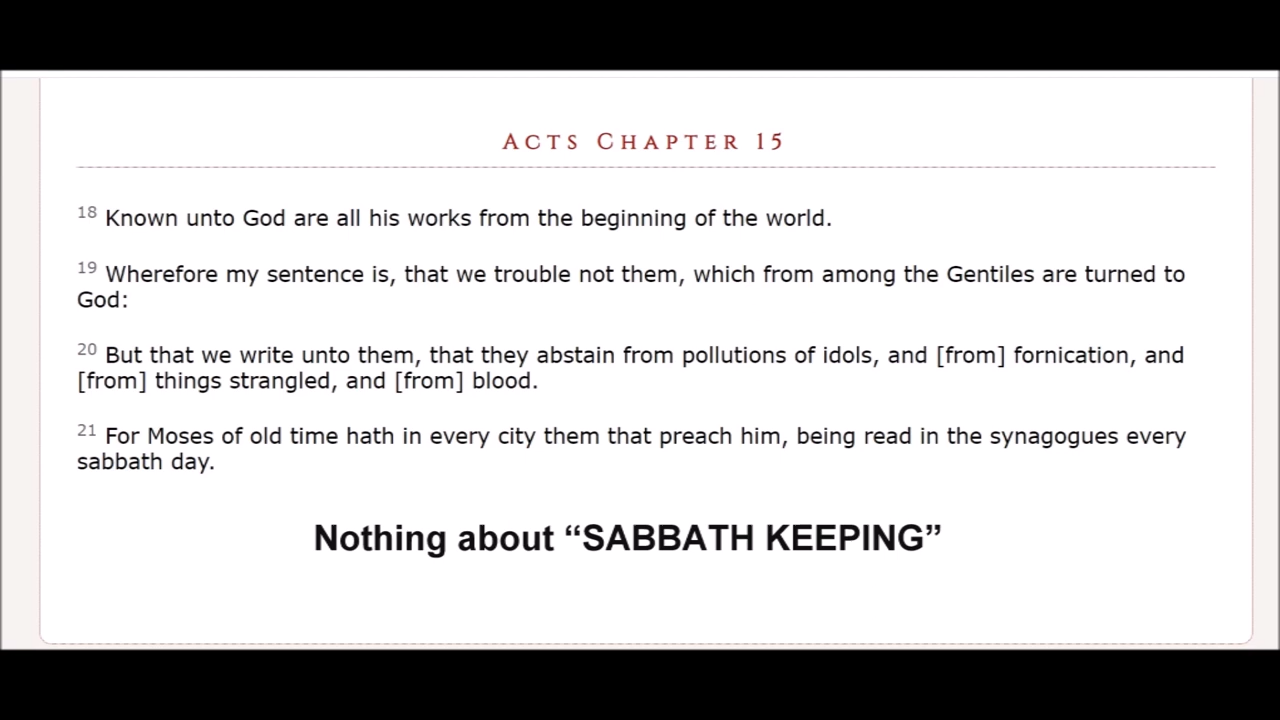 Acts Chapter 15
18 Known unto God are all his works from the beginning of the world.
19 Wherefore my sentence is, that we trouble not them, which from among the Gentiles are turned to
God:
20 But that we write unto them, that they abstain from pollutions of idols, and [from] fornication, and
[from] things strangled, and [from] blood.
21 For Moses of old time hath in every city them that preach him, being read in the synagogues every
sabbath day.
Nothing about “SABBATH KEEPING”